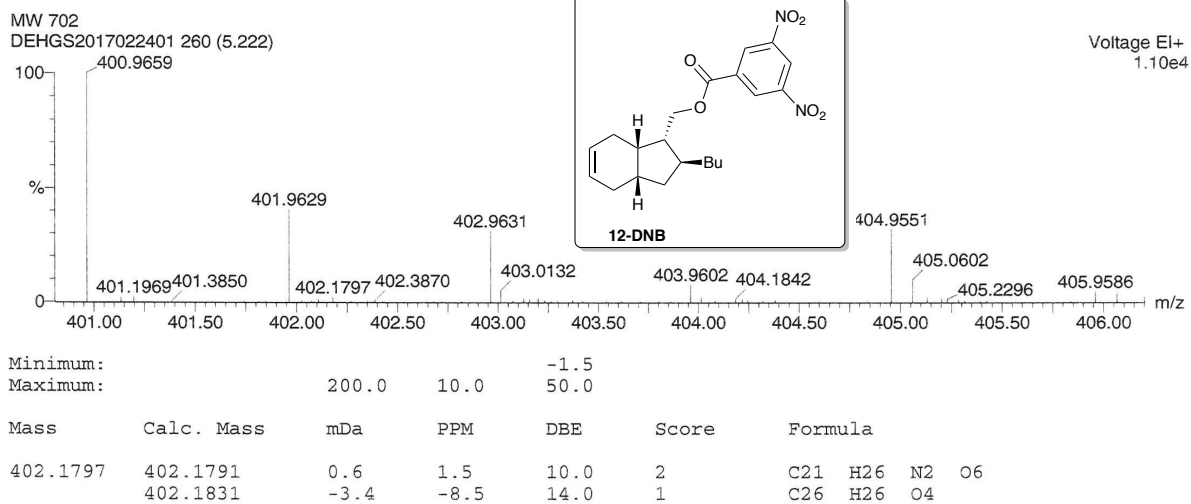 MW 702
DEHGS2017022401 260 (5.222)
Voltage EI+
1.10e4
100
%
0
400.9659
401.1969
401.3850
401.9629
402.1797
402.3870
402.9631
403.0132
403.9602
404.1842
404.9551
405.0602
405.2296
405.9586
m/z
401.00 401.50 402.00 402.50 403.00 403.50 404.00 404.50 405.00 405.50 406.00
NO2
NO2
O
O
H
Bu
H
12-DNB
Minimum: -1.5
Maximum: 200.0 10.0 50.0
Mass Calc. Mass mDa PPM DBE Score Formula
402.1797 402.1791 0.6 1.5 10.0 2 C21 H26 N2 O6
402.1831 -3.4 -8.5 14.0 1 C26 H26 O4